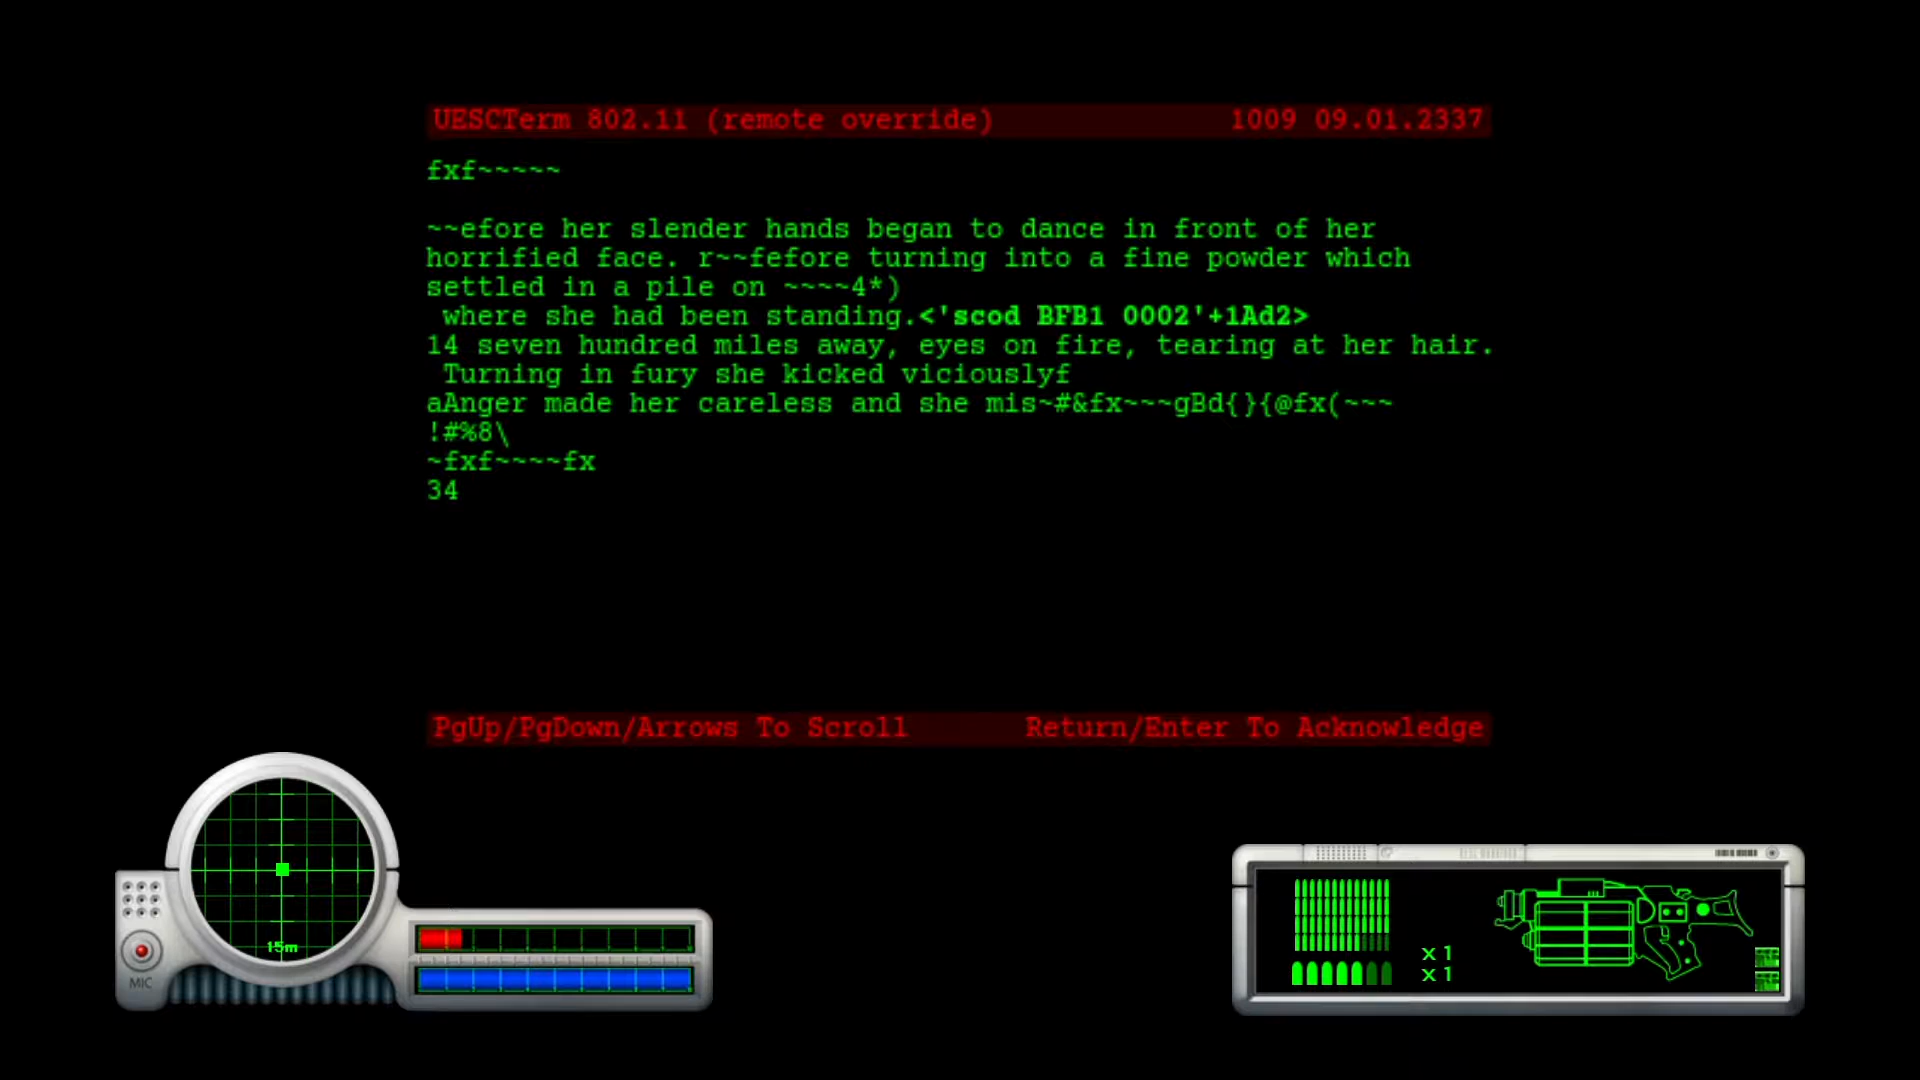 UESCTerm 802.11 (remote override) 1009 09.01.2337
fxf~~~~~
~~efore her slender hands began to dance in front of her
horrified face. r~~fefore turning into a fine powder which
settled in a pile on ~~~~4*)
where she had been standing.<'scod BFB1 0002'+1Ad2>
14 seven hundred miles away, eyes on fire, tearing at her hair.
Turning in fury she kicked viciouslyf
aAnger made her careless and she mis~#&fx~~~gBd{}{@fx(~~~
!#%8\
~fxf~~~~fx
34
PgUp/PgDown/Arrows To Scroll Return/Enter To Acknowledge
15m
MIC
x1
x1